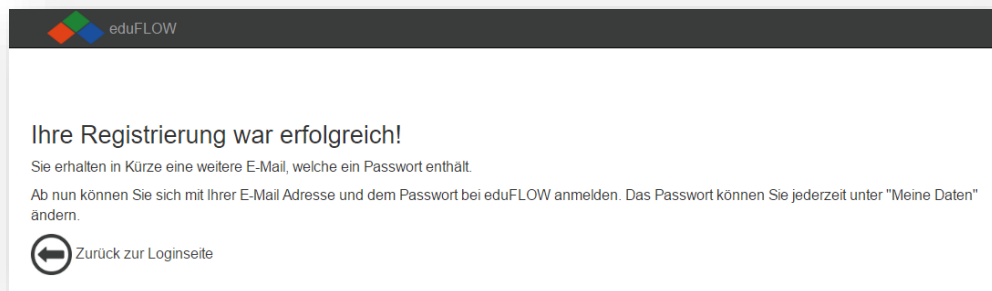 eduFLOW
Ihre Registrierung war erfolgreich!
Sie erhalten in Kürze eine weitere E-Mail, welche ein Passwort enthält.
Ab nun können Sie sich mit Ihrer E-Mail Adresse und dem Passwort bei eduFLOW anmelden. Das Passwort können Sie jederzeit unter "Meine Daten"
ändern.
Zurück zur Loginseite